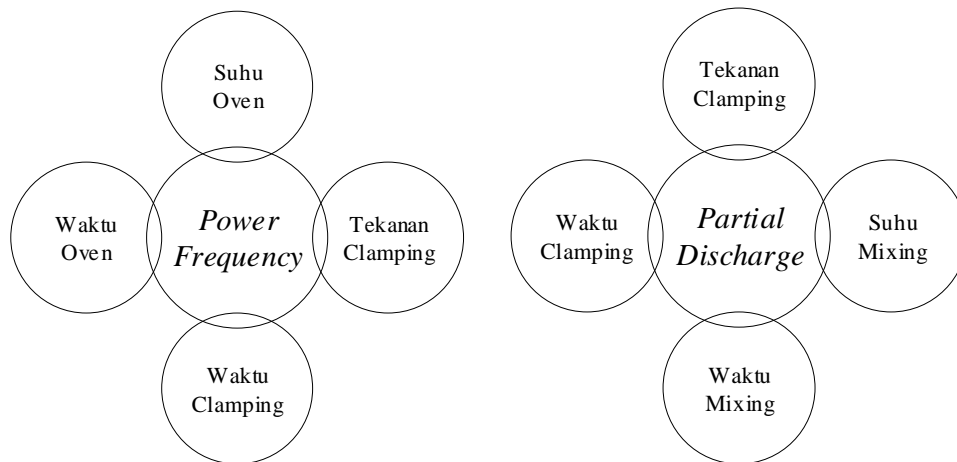 Suhu
Oven
Waktu
Oven
Power
Frequency
Tekanan
Clamping
Waktu
Clamping
Tekanan
Clamping
Waktu
Clamping
Partial
Discharge
Suhu
Mixing
Waktu
Mixing